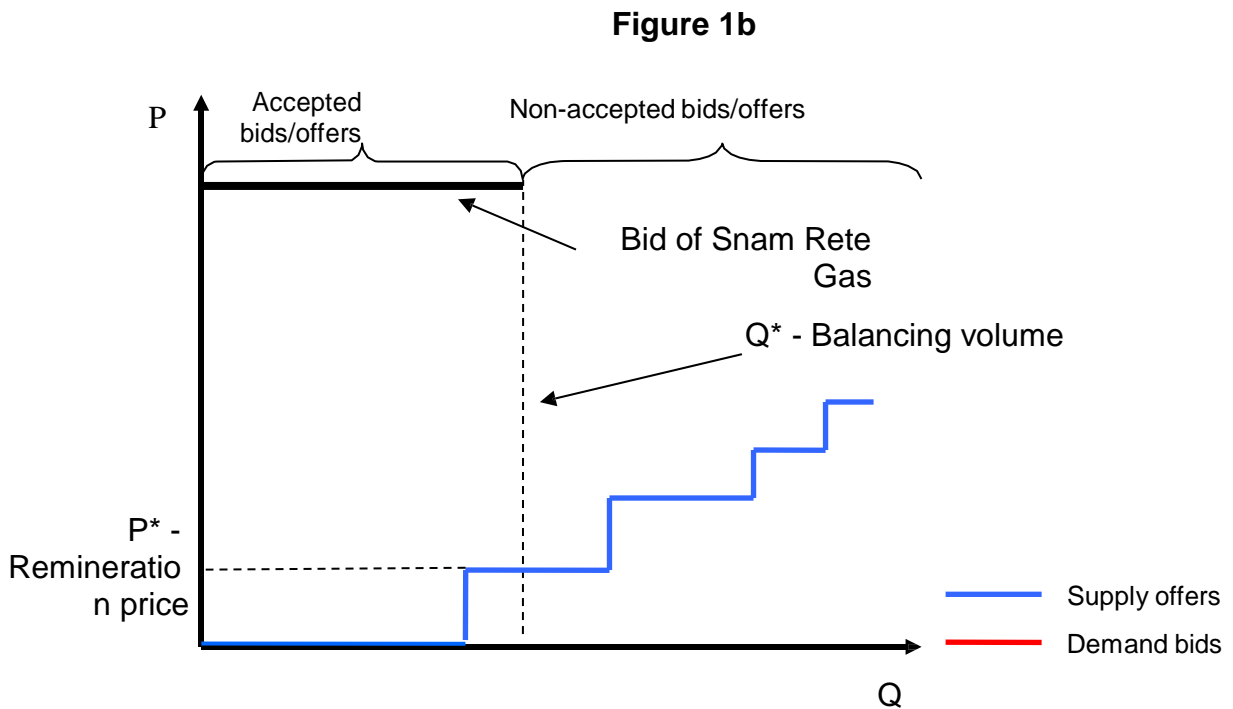 Figure 1b
P
Accepted
bids/offers
Non-accepted bids/offers
Bid of Snam Rete
Gas
Q* - Balancing volume
P* -
Remineratio
n price
Supply offers
Demand bids
Q